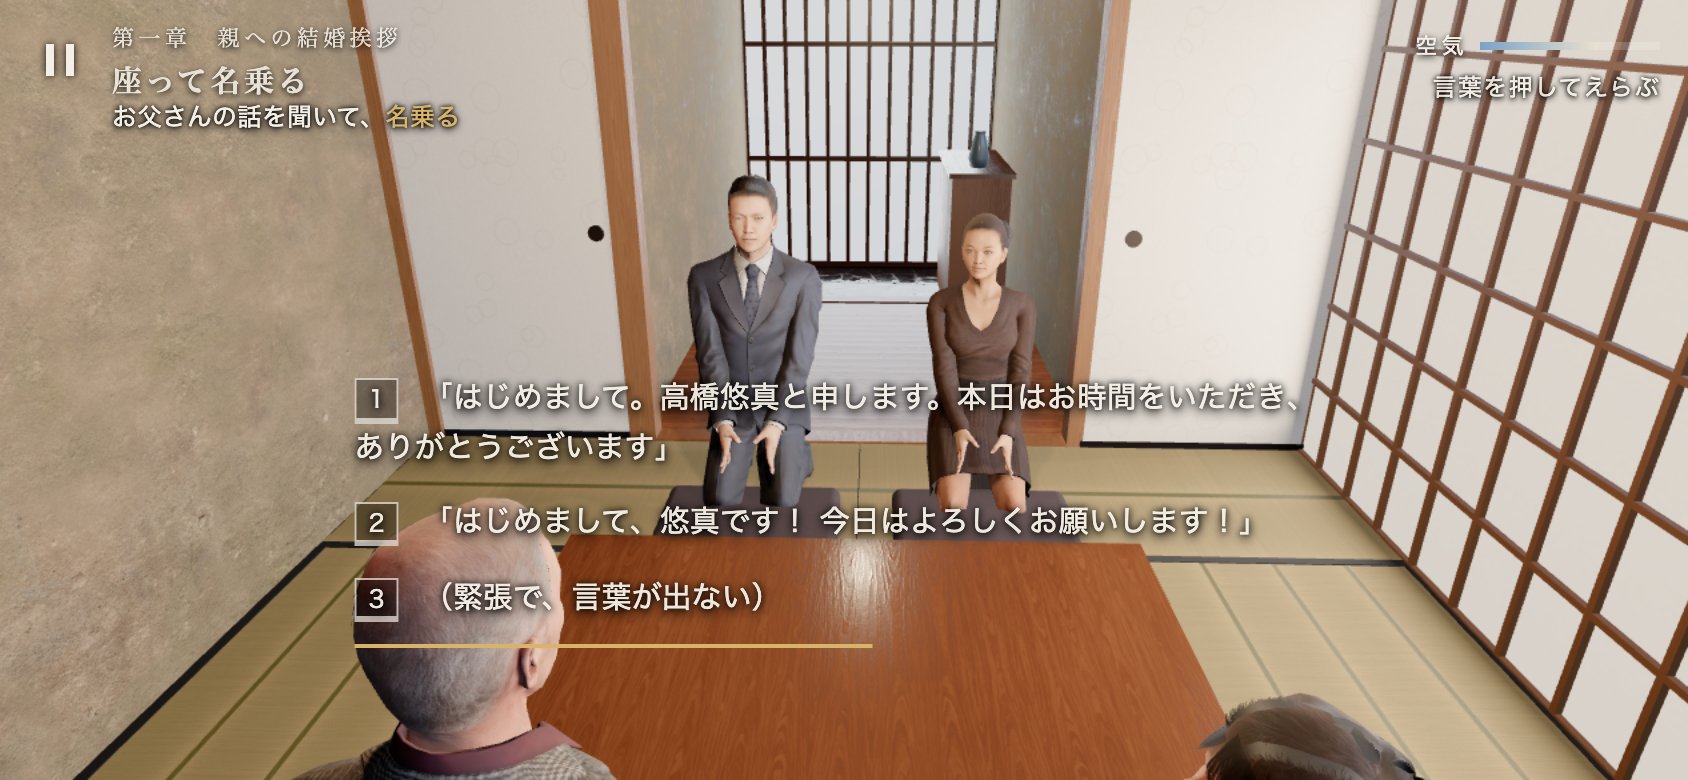 第一章　親への結婚挨拶
座って名乗る
お父さんの話を聞いて、名乗る
空気
言葉を押してえらぶ
1 「はじめまして。高橋悠真と申します。本日はお時間をいただき、
ありがとうございます」
2 「はじめまして、悠真です！ 今日はよろしくお願いします！」
3 （緊張で、言葉が出ない）